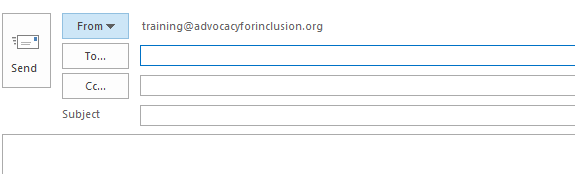 From training@advocacyforinclusion.org
To...
Send
Cc...
Subject